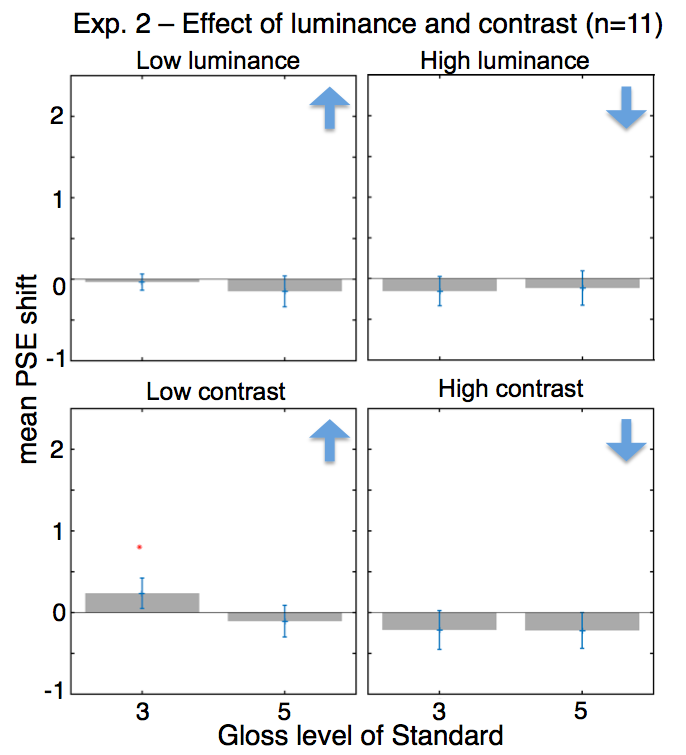 Exp. 2 – Effect of luminance and contrast (n=11)
Low luminance
High luminance
2
1
0
-1
mean PSE shift
Low contrast
High contrast
2
1
0
-1
3
5
3
5
Gloss level of Standard